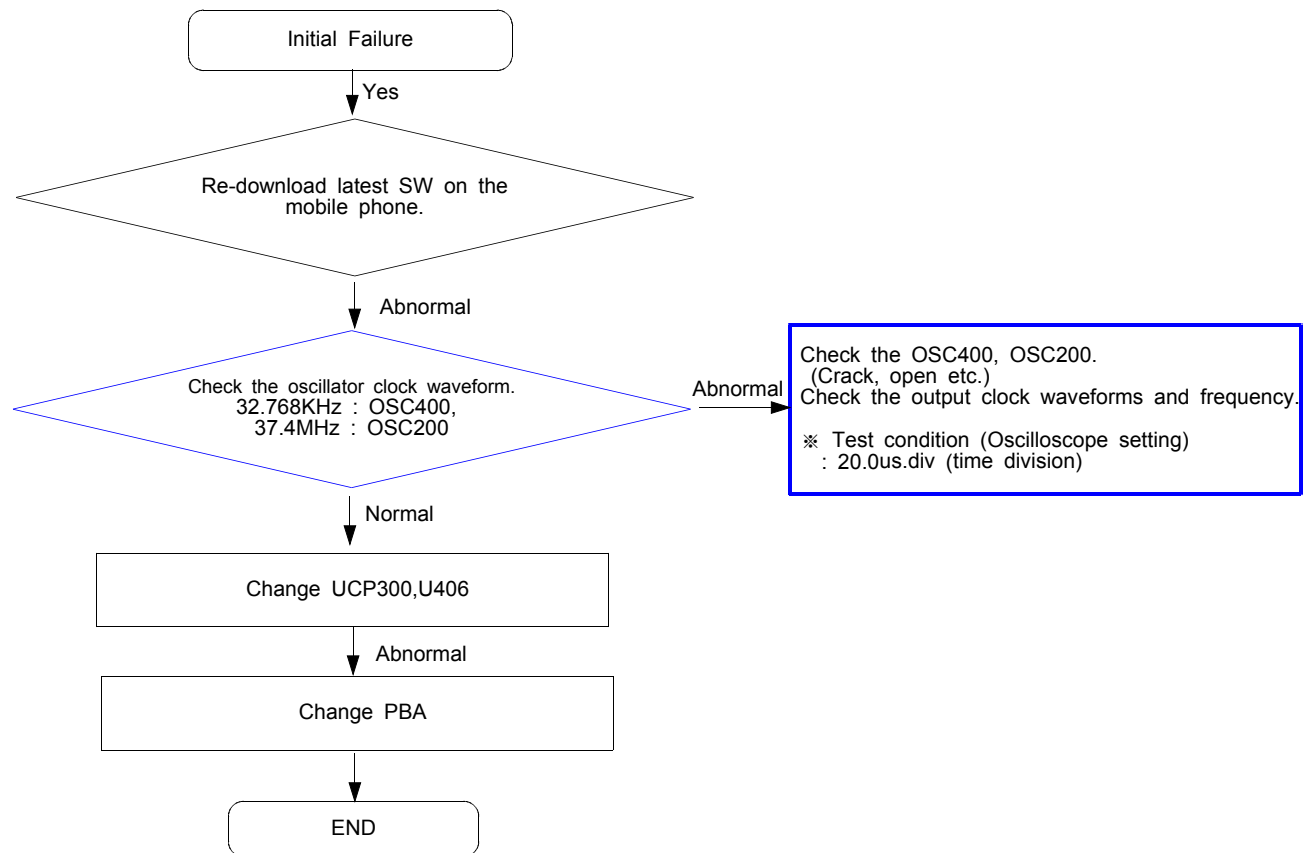 Initial Failure
Yes
Re-download latest SW on the
mobile phone.
Abnormal
Check the oscillator clock waveform.
32.768KHz : OSC400,
37.4MHz : OSC200
Abnormal
Check the OSC400, OSC200.
(Crack, open etc.)
Check the output clock waveforms and frequency.
※ Test condition (Oscilloscope setting)
: 20.0us.div (time division)
Normal
Change UCP300,U406
Abnormal
Change PBA
END